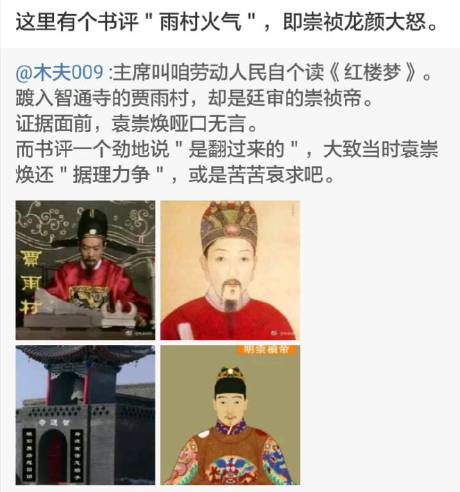 这里有个书评＂雨村火气＂，即崇祯龙颜大怒。
@木夫009 :主席叫咱劳动人民自个读《红楼梦》。
踱入智通寺的贾雨村，却是廷审的崇祯帝。
证据面前，袁崇焕哑口无言。
而书评一个劲地说＂是翻过来的＂，大致当时袁崇
焕还＂据理力争＂，或是苦苦哀求吧。
贾雨村
明崇禎帝